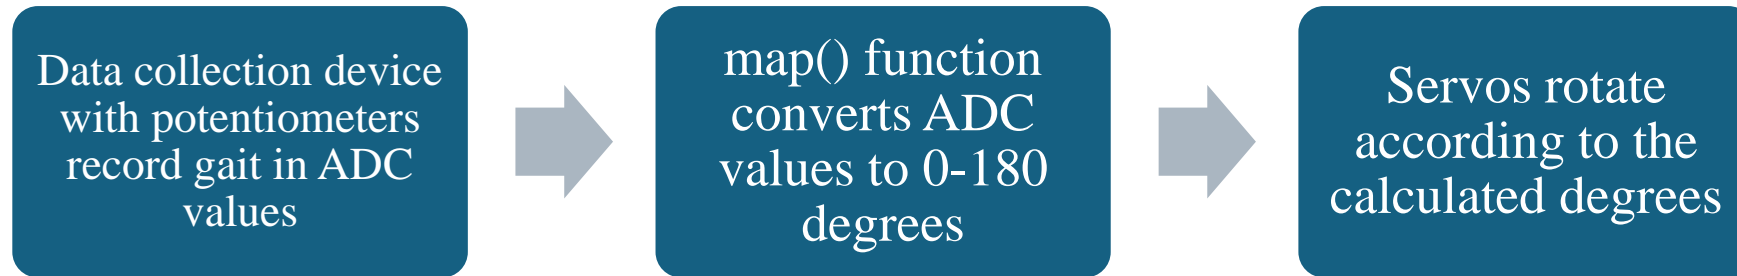 Data collection device
with potentiometers
record gait in ADC
values
map() function
converts ADC
values to 0-180
degrees
Servos rotate
according to the
calculated degrees